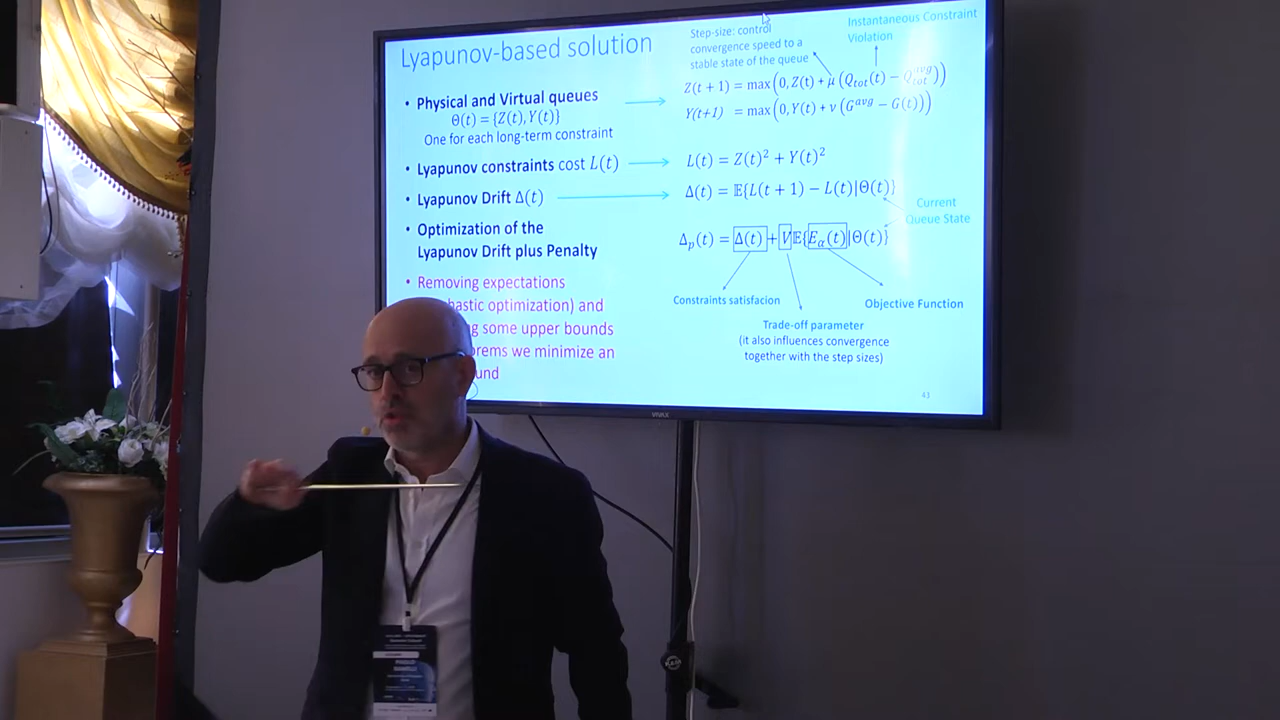 Lyapunov-based solution
Step-size: control
convergence speed to a
stable state of the queue
Instantaneous Constraint
Violation
• Physical and Virtual queues
Θ(t) = {Z(t), Y(t)}
One for each long-term constraint
Z(t + 1) = max(0, Z(t) + μ (Q_tot(t) − Q_tot^avg))
Y(t+1) = max(0, Y(t) + ν (G^avg − G(t)))
• Lyapunov constraints cost L(t)
L(t) = Z(t)² + Y(t)²
• Lyapunov Drift Δ(t)
Δ(t) = 𝔼{L(t + 1) − L(t)|Θ(t)}
Current
Queue State
• Optimization of the
Lyapunov Drift plus Penalty
Δ_p(t) = Δ(t) + V𝔼{E_α(t)|Θ(t)}
Constraints satisfacion
Objective Function
Trade-off parameter
(it also influences convergence
together with the step sizes)
• Removing expectations
optimization) and
some upper bounds
we minimize an
43
VIVAX